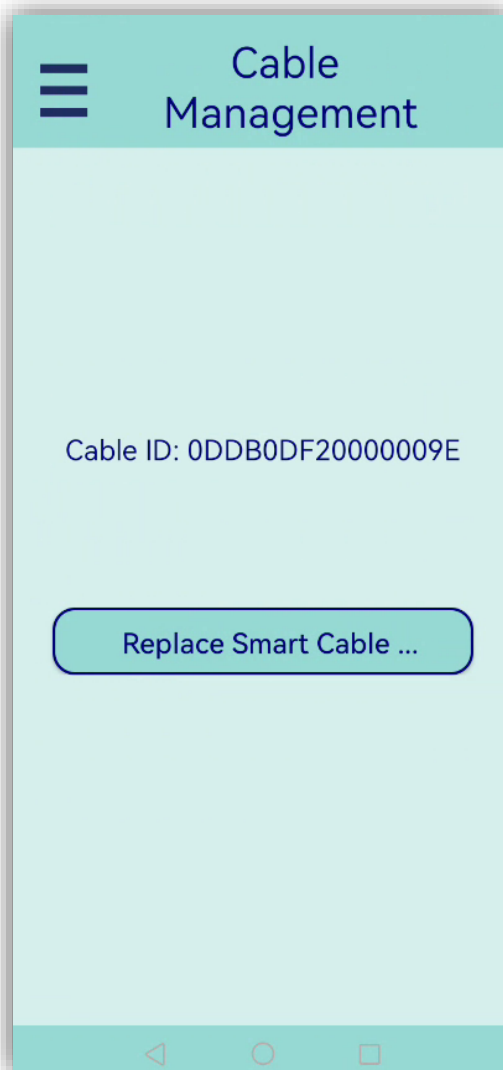 Cable
Management
Cable ID: 0DDB0DF20000009E
Replace Smart Cable ...